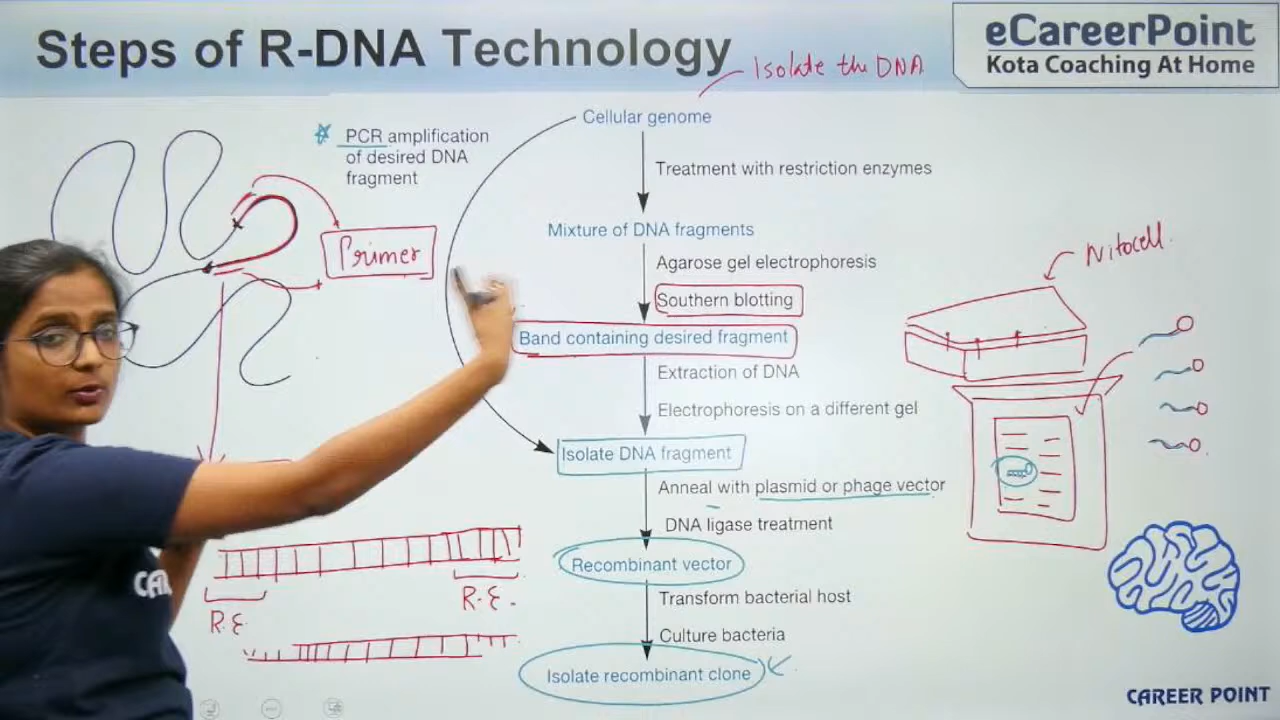 Steps of R-DNA Technology
eCareerPoint
Kota Coaching At Home
Isolate the DNA
Cellular genome
PCR amplification
of desired DNA
fragment
Treatment with restriction enzymes
Mixture of DNA fragments
Primer
Nitocell.
Agarose gel electrophoresis
Southern blotting
Band containing desired fragment
Extraction of DNA
Electrophoresis on a different gel
Isolate DNA fragment
Anneal with plasmid or phage vector
DNA ligase treatment
Recombinant vector
R.E
R.E.
Transform bacterial host
Culture bacteria
Isolate recombinant clone
CAREER POINT